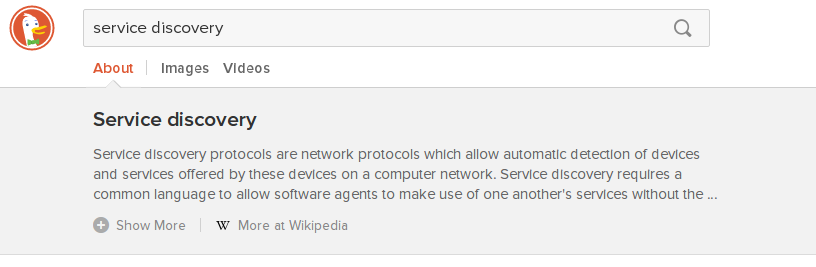 service discovery
About Images Videos
Service discovery
Service discovery protocols are network protocols which allow automatic detection of devices
and services offered by these devices on a computer network. Service discovery requires a
common language to allow software agents to make use of one another's services without the ...
Show More W More at Wikipedia